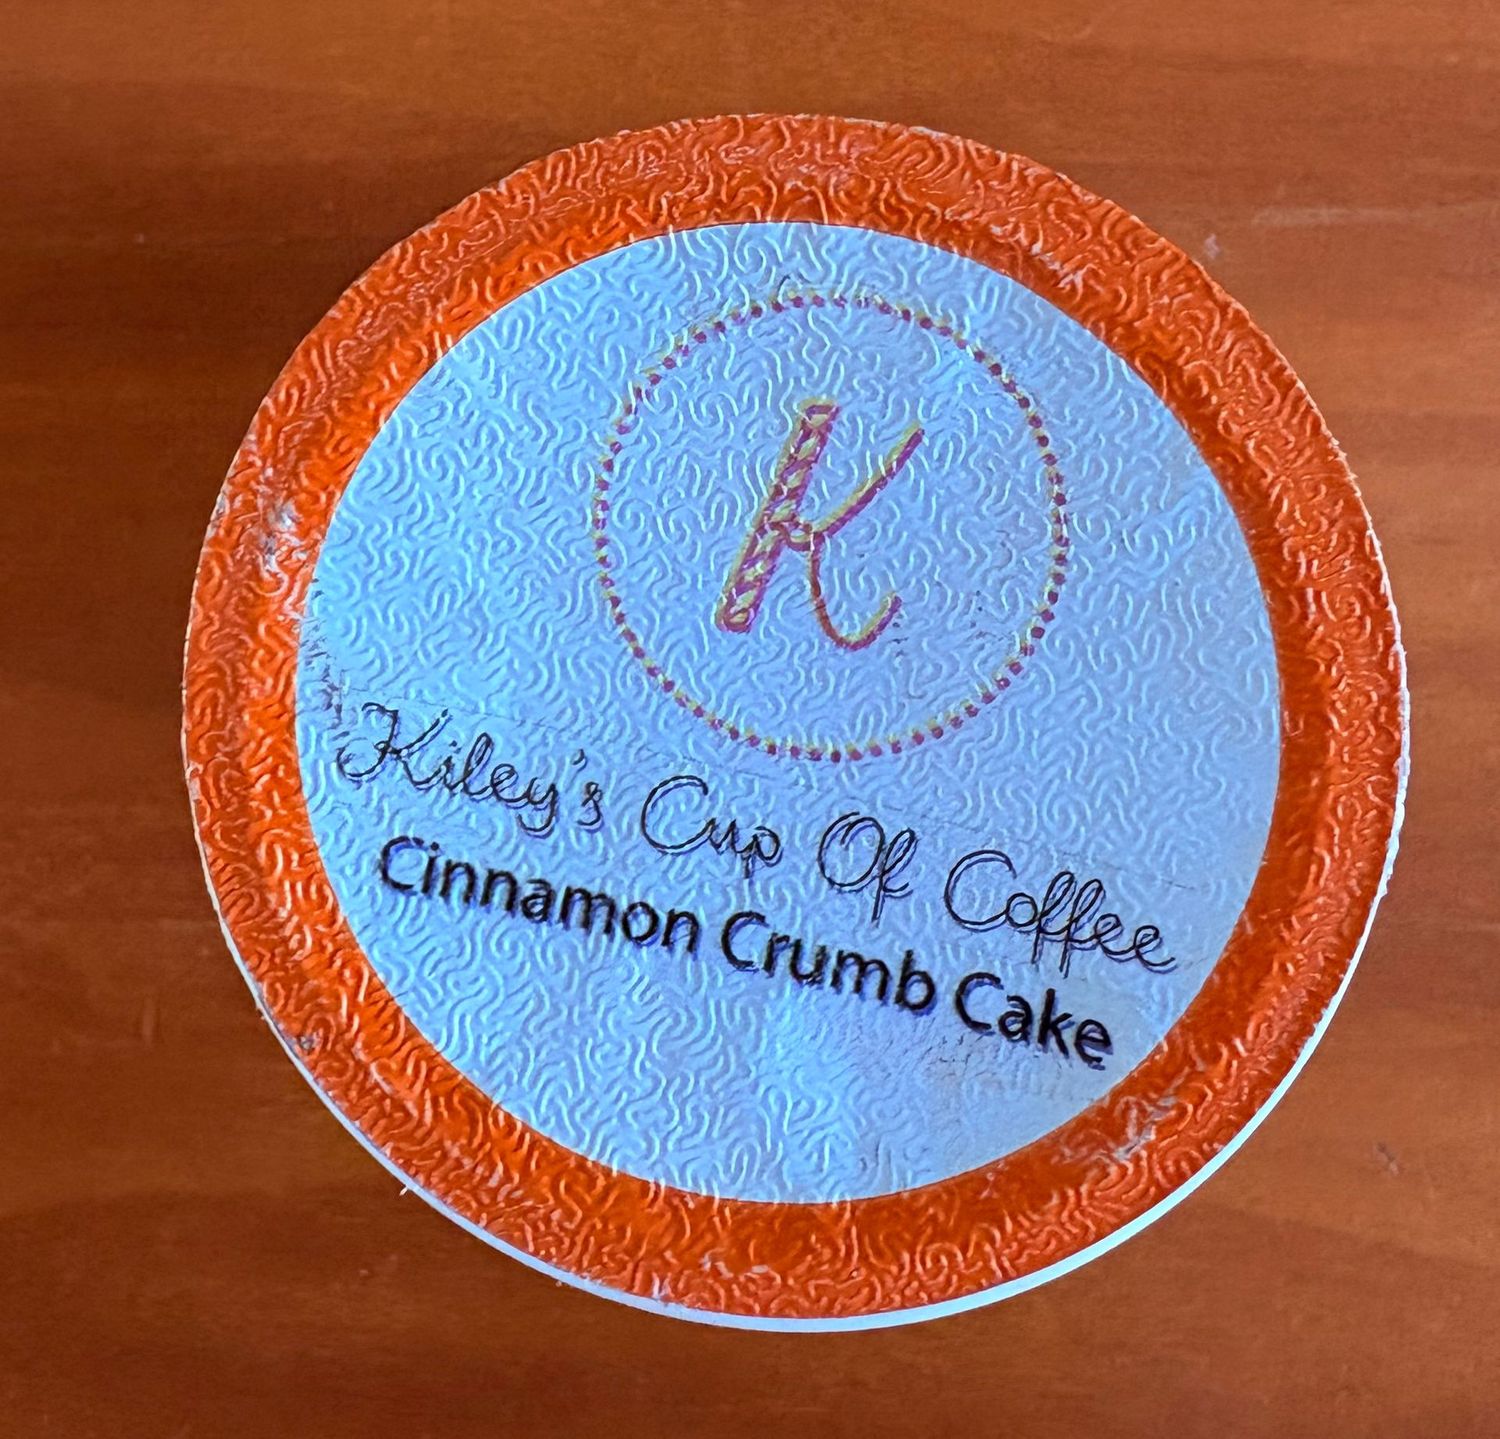 K
Kiley's Cup Of Coffee
Cinnamon Crumb Cake